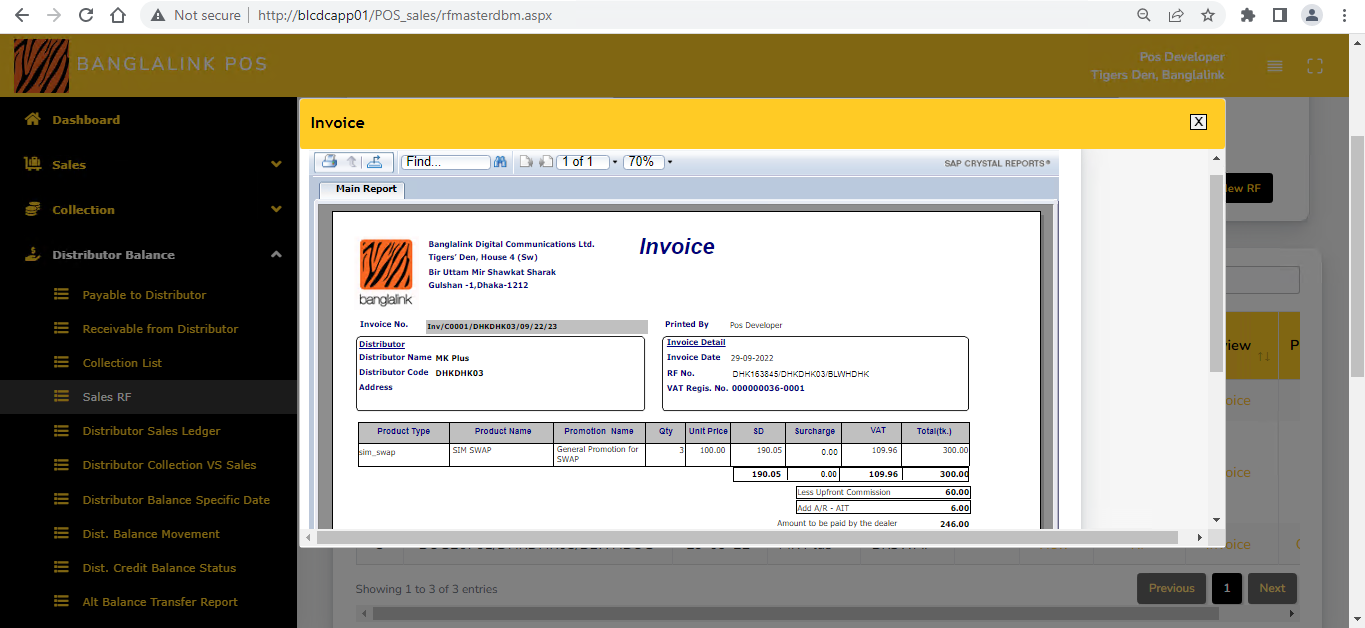 Not secure | http://blcdcapp01/POS_sales/rfmasterdbm.aspx
BANGLALINK POS
Pos Developer
Tigers Den, Banglalink
Dashboard
Sales
Collection
Distributor Balance
Payable to Distributor
Receivable from Distributor
Collection List
Sales RF
Distributor Sales Ledger
Distributor Collection VS Sales
Distributor Balance Specific Date
Dist. Balance Movement
Dist. Credit Balance Status
Alt Balance Transfer Report
Invoice
X
Find...
1 of 1
70%
SAP CRYSTAL REPORTS®
Main Report
banglalink
Banglalink Digital Communications Ltd.
Tigers' Den, House 4 (Sw)
Bir Uttam Mir Shawkat Sharak
Gulshan -1,Dhaka-1212
Invoice
Invoice No. Inv/C0001/DHKDHK03/09/22/23
Printed By Pos Developer
Distributor
Distributor Name MK Plus
Distributor Code DHKDHK03
Address
Invoice Detail
Invoice Date 29-09-2022
RF No. DHK163845/DHKDHK03/BLWHDHK
VAT Regis. No. 000000036-0001
Product Type Product Name Promotion Name Qty Unit Price SD Surcharge VAT Total(tk.)
sim_swap SIM SWAP General Promotion for SWAP 3 100.00 190.05 0.00 109.96 300.00
190.05 0.00 109.96 300.00
Less Upfront Commission 60.00
Add A/R - AIT 6.00
Amount to be paid by the dealer 246.00
ew RF
iew
P
oice
oice
oice
Showing 1 to 3 of 3 entries
Previous 1 Next